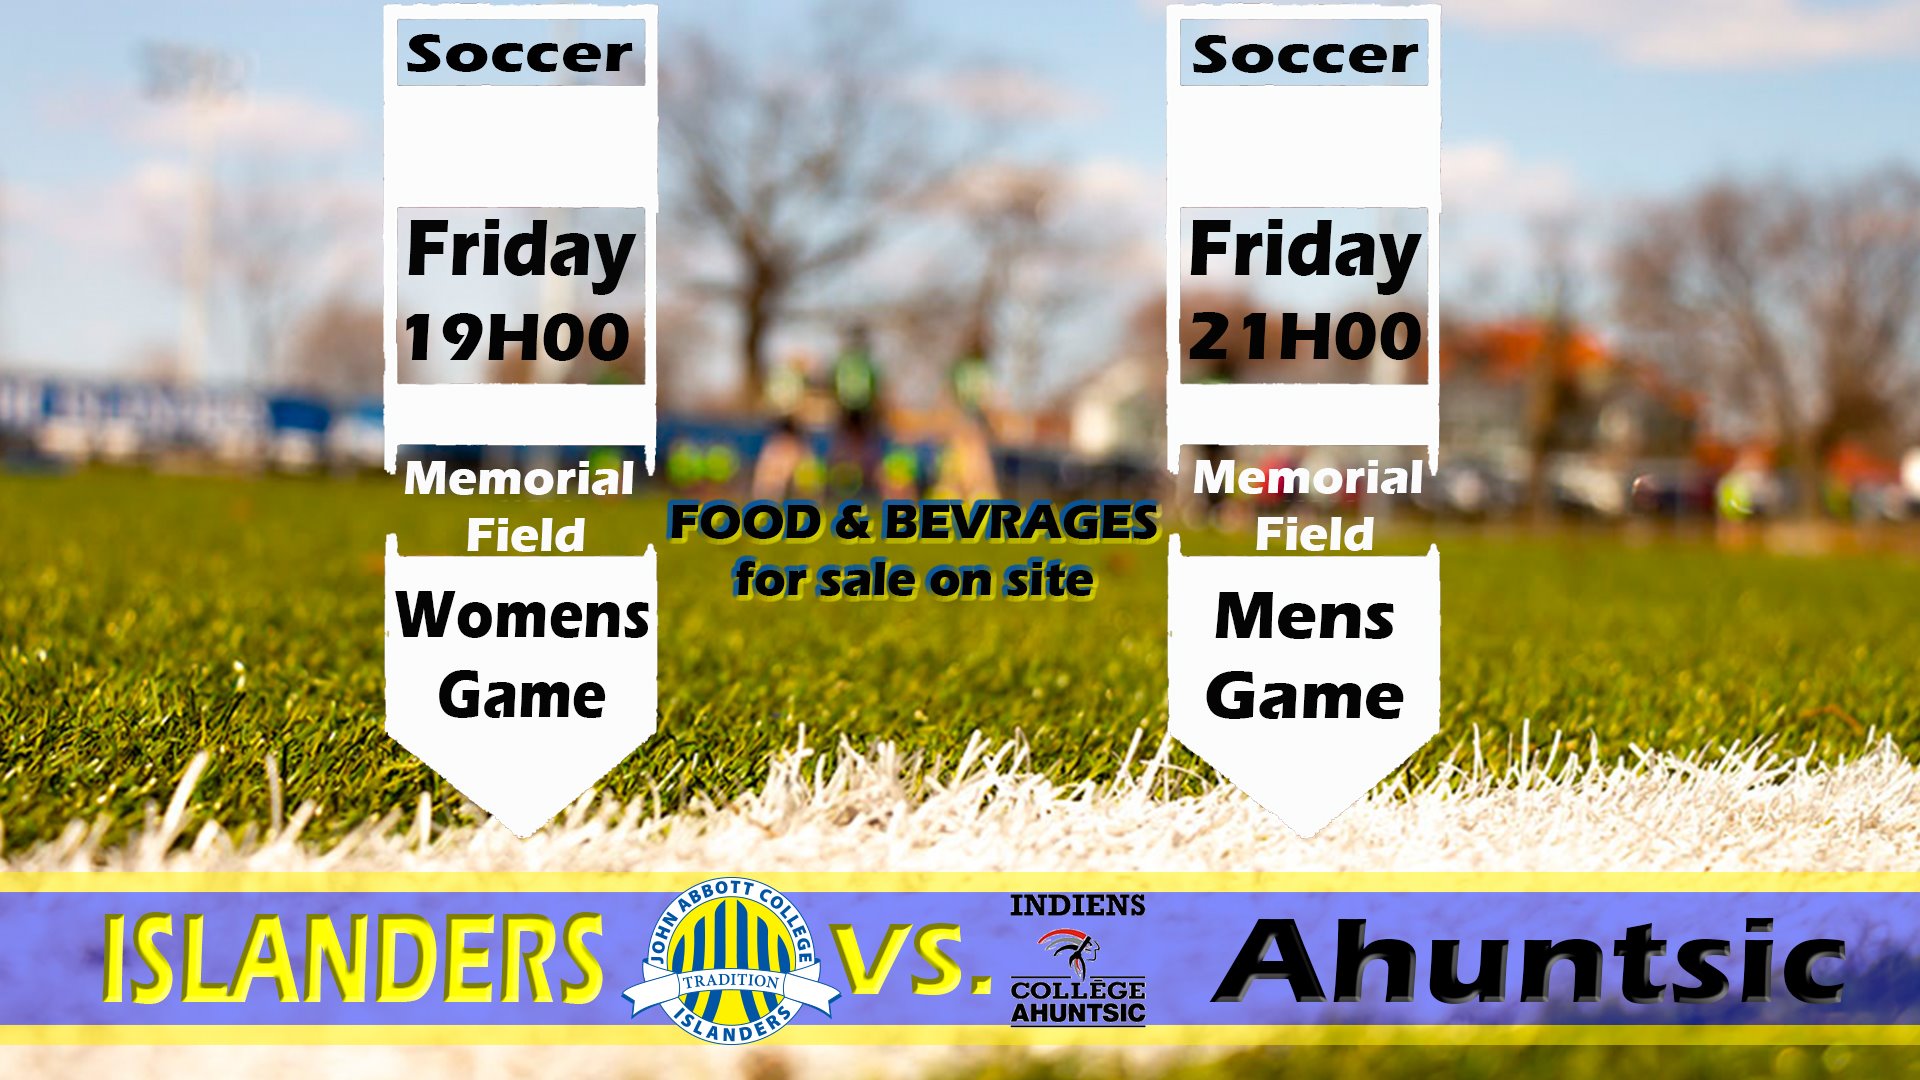 Soccer
Friday
19H00
Memorial
Field
Womens
Game
FOOD & BEVRAGES
for sale on site
Soccer
Friday
21H00
Memorial
Field
Mens
Game
ISLANDERS
JOHN ABBOTT COLLEGE
TRADITION
ISLANDERS
VS.
INDIENS
COLLÈGE
AHUNTSIC
Ahuntsic